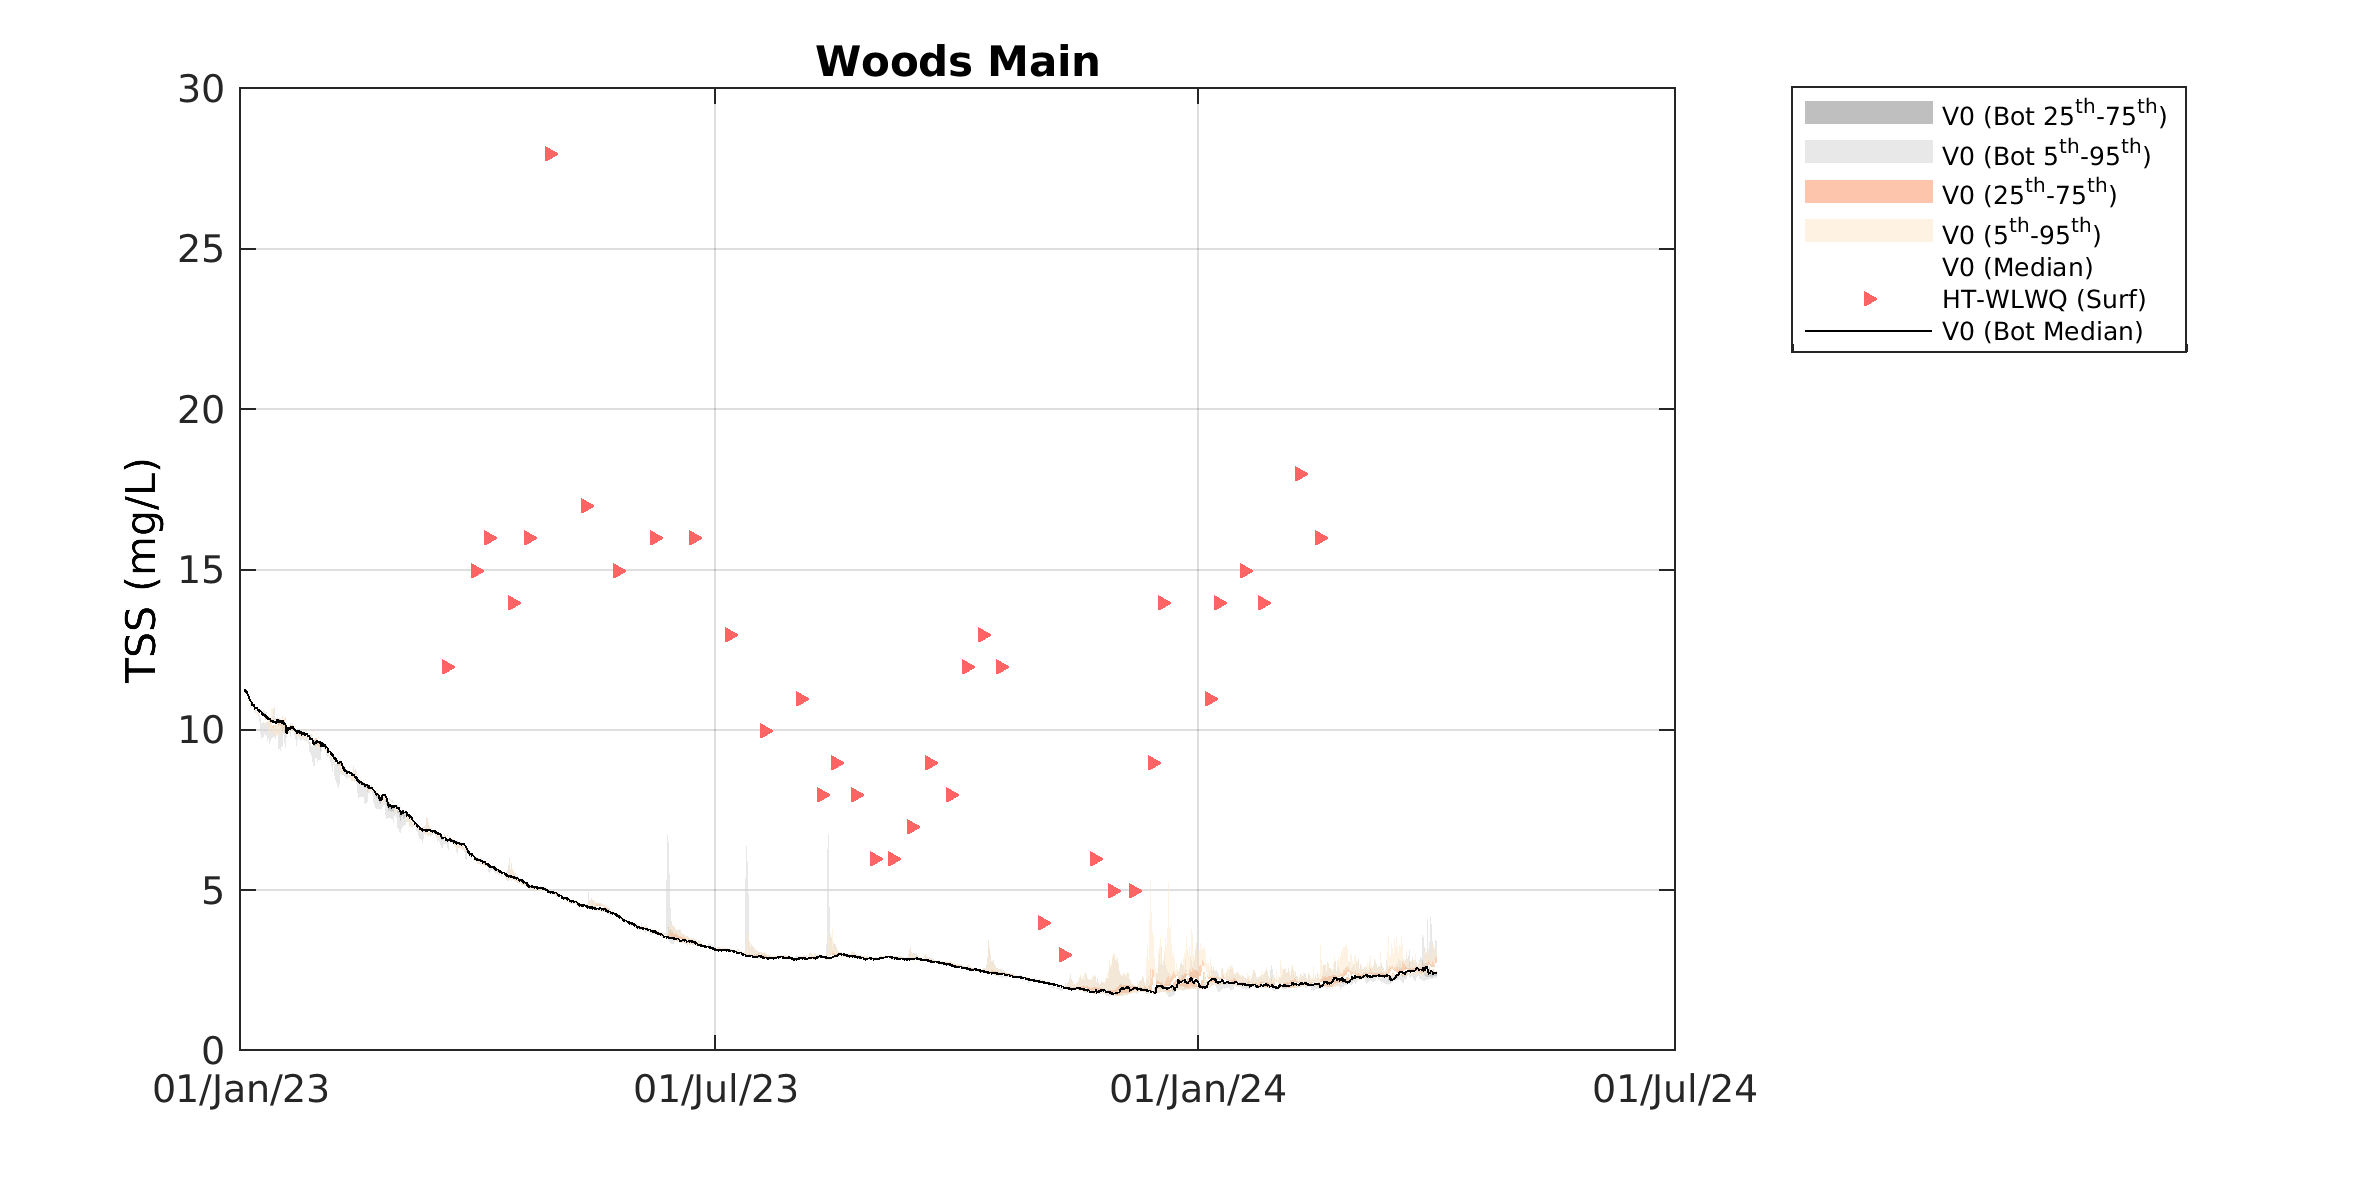 Woods Main
30
25
20
15
10
5
0
TSS (mg/L)
01/Jan/23
01/Jul/23
01/Jan/24
01/Jul/24
V0 (Bot 25th-75th)
V0 (Bot 5th-95th)
V0 (25th-75th)
V0 (5th-95th)
V0 (Median)
HT-WLWQ (Surf)
V0 (Bot Median)